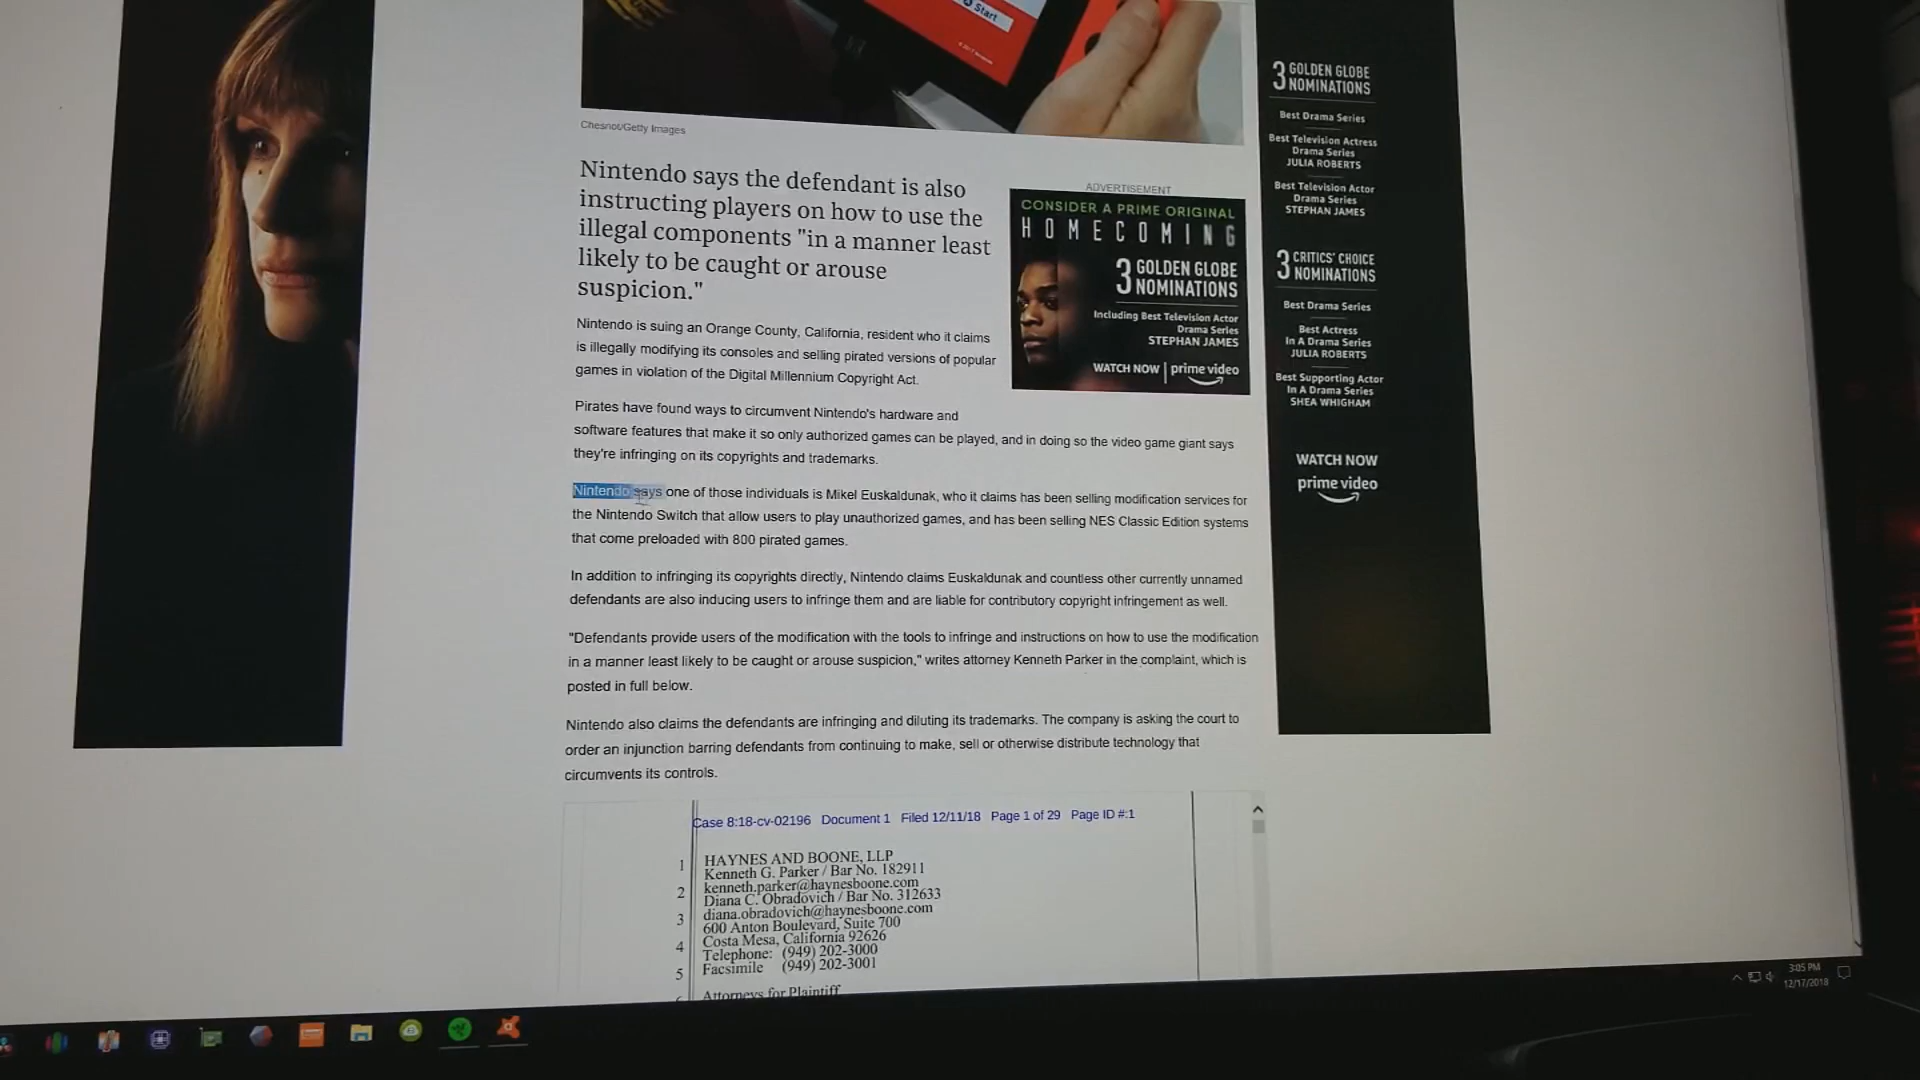 Start
Chesnot/Getty Images
Nintendo says the defendant is also
instructing players on how to use the
illegal components "in a manner least
likely to be caught or arouse
suspicion."
Nintendo is suing an Orange County, California, resident who it claims
is illegally modifying its consoles and selling pirated versions of popular
games in violation of the Digital Millennium Copyright Act.
Pirates have found ways to circumvent Nintendo's hardware and
software features that make it so only authorized games can be played, and in doing so the video game giant says
they're infringing on its copyrights and trademarks.
Nintendo says one of those individuals is Mikel Euskaldunak, who it claims has been selling modification services for
the Nintendo Switch that allow users to play unauthorized games, and has been selling NES Classic Edition systems
that come preloaded with 800 pirated games.
In addition to infringing its copyrights directly, Nintendo claims Euskaldunak and countless other currently unnamed
defendants are also inducing users to infringe them and are liable for contributory copyright infringement as well.
"Defendants provide users of the modification with the tools to infringe and instructions on how to use the modification
in a manner least likely to be caught or arouse suspicion," writes attorney Kenneth Parker in the complaint, which is
posted in full below.
Nintendo also claims the defendants are infringing and diluting its trademarks. The company is asking the court to
order an injunction barring defendants from continuing to make, sell or otherwise distribute technology that
circumvents its controls.
Case 8:18-cv-02196 Document 1 Filed 12/11/18 Page 1 of 29 Page ID #:1
1 HAYNES AND BOONE, LLP
Kenneth G. Parker / Bar No. 182911
2 kenneth.parker@haynesboone.com
Diana C. Obradovich / Bar No. 312633
3 diana.obradovich@haynesboone.com
600 Anton Boulevard, Suite 700
4 Costa Mesa, California 92626
Telephone: (949) 202-3000
5 Facsimile (949) 202-3001
Attorneys for Plaintiff
ADVERTISEMENT
CONSIDER A PRIME ORIGINAL
HOMECOMING
3 GOLDEN GLOBE
NOMINATIONS
Including Best Television Actor
Drama Series
STEPHAN JAMES
WATCH NOW | prime video
3 GOLDEN GLOBE
NOMINATIONS
Best Drama Series
Best Television Actress
Drama Series
JULIA ROBERTS
Best Television Actor
Drama Series
STEPHAN JAMES
3 CRITICS' CHOICE
NOMINATIONS
Best Drama Series
Best Actress
In A Drama Series
JULIA ROBERTS
Best Supporting Actor
In A Drama Series
SHEA WHIGHAM
WATCH NOW
prime video
3:05 PM
12/17/2018